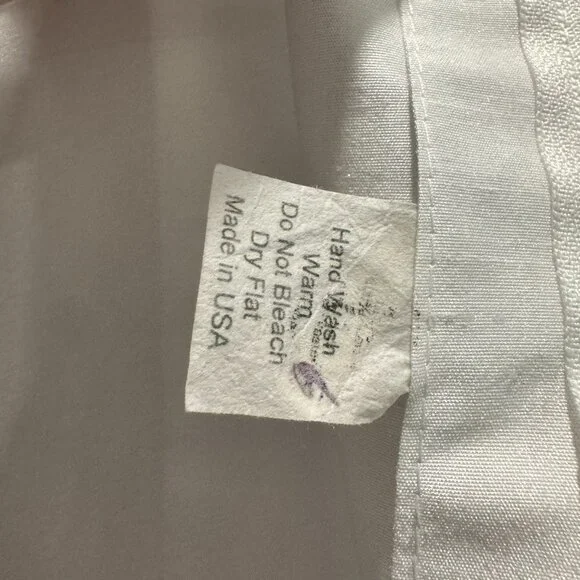 Hand Wash
Warm
Do Not Bleach
Dry Flat
Made in USA